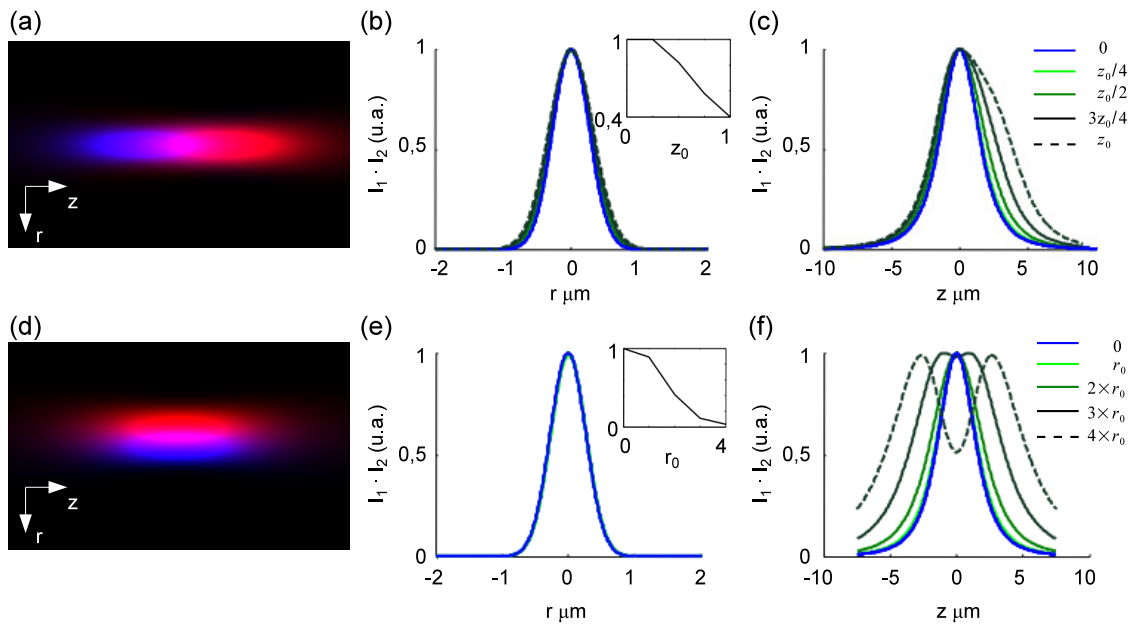 (a)
z
r
(b)
I₁ · I₂ (u.a.)
1
0,5
0
-2
-1
0
1
2
r μm
1
0,4
0
1
z₀
(c)
I₁ · I₂ (u.a.)
1
0,5
0
-10
-5
0
5
10
z μm
0
z₀/4
z₀/2
3z₀/4
z₀
(d)
z
r
(e)
I₁ · I₂ (u.a.)
1
0,5
0
-2
-1
0
1
2
r μm
1
0
0
4
r₀
(f)
I₁ · I₂ (u.a.)
1
0,5
0
-10
-5
0
5
10
z μm
0
r₀
2×r₀
3×r₀
4×r₀